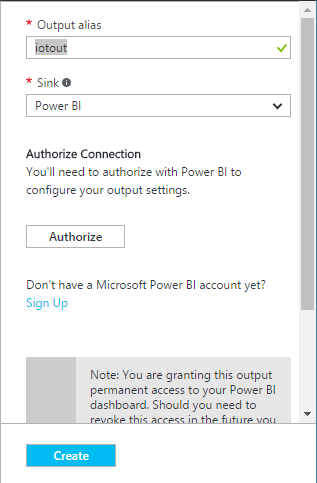 * Output alias
iotout
* Sink
Power BI
Authorize Connection
You'll need to authorize with Power BI to
configure your output settings.
Authorize
Don't have a Microsoft Power BI account yet?
Sign Up
Note: You are granting this output
permanent access to your Power BI
dashboard. Should you need to
revoke this access in the future you
Create